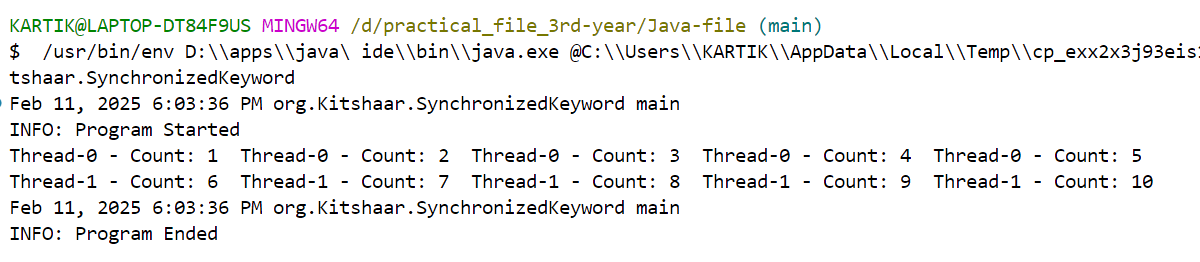 KARTIK@LAPTOP-DT84F9US MINGW64 /d/practical_file_3rd-year/Java-file (main)
$  /usr/bin/env D:\\apps\\java\ ide\\bin\\java.exe @C:\\Users\\KARTIK\\AppData\\Local\\Temp\\cp_exx2x3j93eis
tshaar.SynchronizedKeyword
Feb 11, 2025 6:03:36 PM org.Kitshaar.SynchronizedKeyword main
INFO: Program Started
Thread-0 - Count: 1  Thread-0 - Count: 2  Thread-0 - Count: 3  Thread-0 - Count: 4  Thread-0 - Count: 5
Thread-1 - Count: 6  Thread-1 - Count: 7  Thread-1 - Count: 8  Thread-1 - Count: 9  Thread-1 - Count: 10
Feb 11, 2025 6:03:36 PM org.Kitshaar.SynchronizedKeyword main
INFO: Program Ended